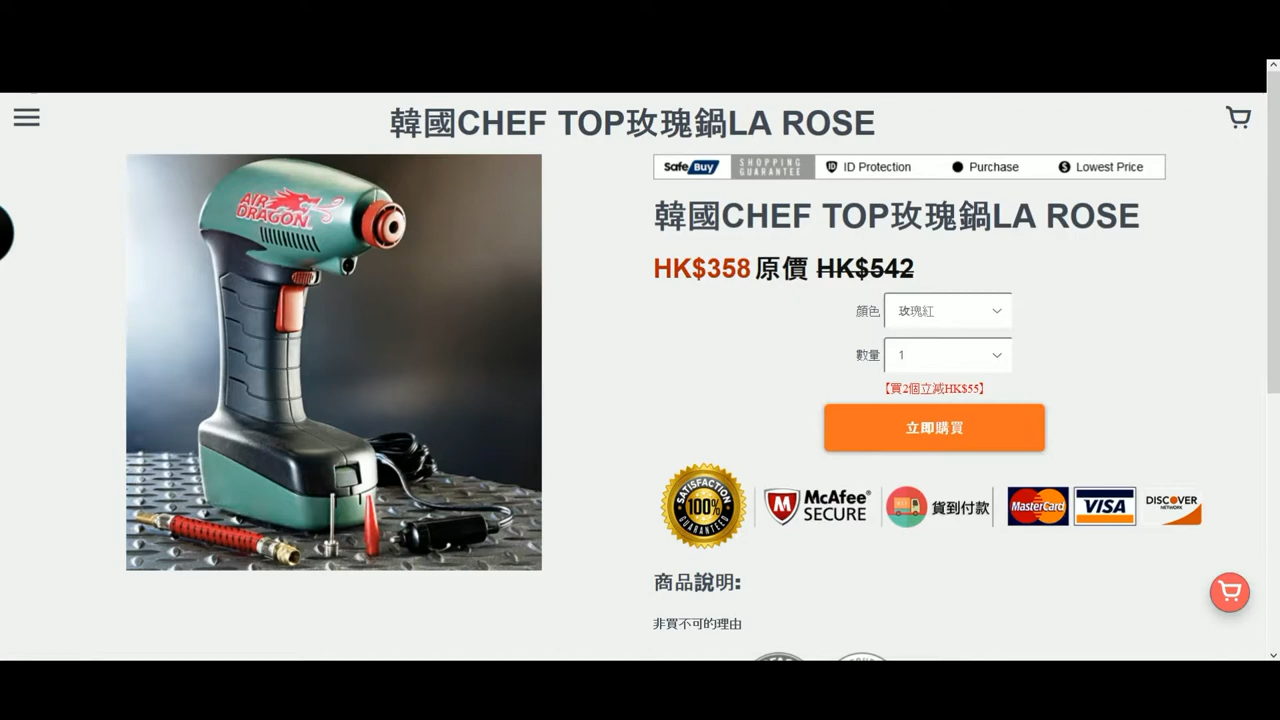 韓國CHEF TOP玫瑰鍋LA ROSE
AIR
DRAGON
SafeBuy SHOPPING GUARANTEE ID ID Protection Purchase $ Lowest Price
韓國CHEF TOP玫瑰鍋LA ROSE
HK$358 原價 HK$542
顏色 玫瑰紅
數量 1
【買2個立減HK$55】
立即購買
SATISFACTION
100%
GUARANTEED
McAfee®
SECURE
貨到付款
MasterCard
VISA
DISCOVER
NETWORK
商品說明:
非買不可的理由